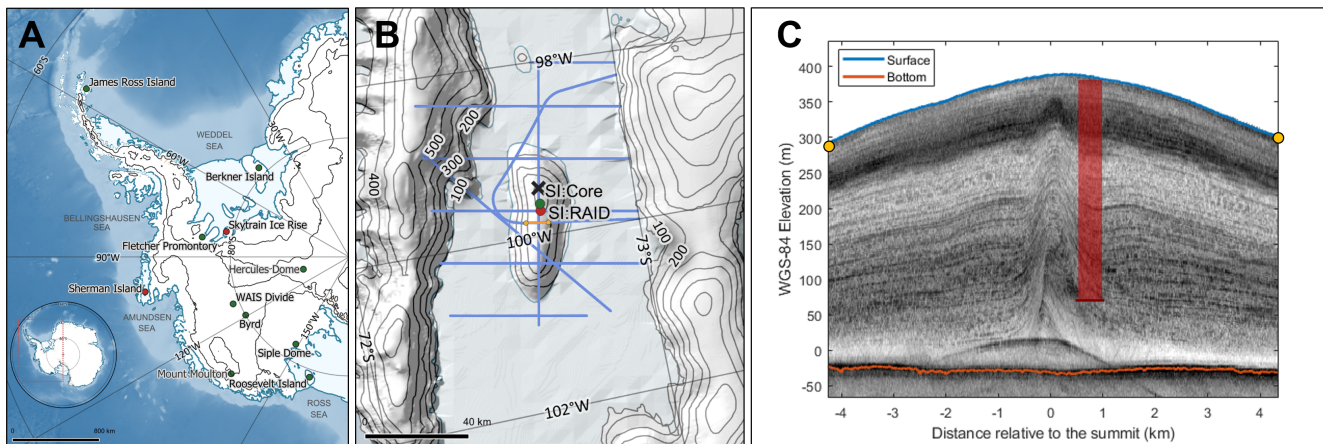 A
60°S
James Ross Island
WEDDEL
SEA
30°W
60°W
Berkner Island
BELLINGSHAUSEN
SEA
Skytrain Ice Rise
80°S
Fletcher Promontory
90°W
Hercules Dome
Sherman Island
WAIS Divide
AMUNDSEN
SEA
Byrd
150°W
120°W
Siple Dome
Mount Moulton
Roosevelt Island
ROSS
SEA
0
800 km
B
98°W
200
500
300
100
400
SI:Core
SI:RAID
100°W
73°S
100
200
72°S
102°W
0
40 km
C
Surface
Bottom
WGS-84 Elevation (m)
400
350
300
250
200
150
100
50
0
-50
-4
-3
-2
-1
0
1
2
3
4
Distance relative to the summit (km)